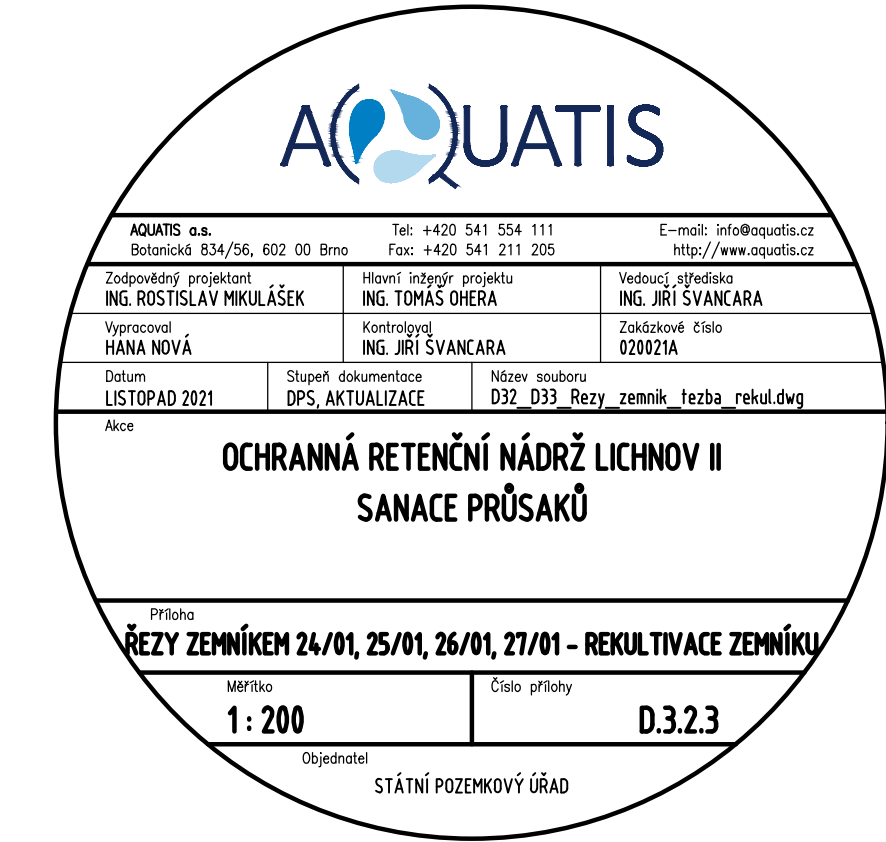 AQUATIS
AQUATIS a.s. Tel: +420 541 554 111 E-mail: info@aquatis.cz
Botanická 834/56, 602 00 Brno Fax: +420 541 211 205 http://www.aquatis.cz
Zodpovědný projektant Hlavní inženýr projektu Vedoucí střediska
ING. ROSTISLAV MIKULÁŠEK ING. TOMÁŠ OHERA ING. JIŘÍ ŠVANCARA
Vypracoval Kontroloval Zakázkové číslo
HANA NOVÁ ING. JIŘÍ ŠVANCARA 020021A
Datum Stupeň dokumentace Název souboru
LISTOPAD 2021 DPS, AKTUALIZACE D32_D33_Rezy_zemnik_tezba_rekul.dwg
Akce
OCHRANNÁ RETENČNÍ NÁDRŽ LICHNOV II
SANACE PRŮSAKŮ
Příloha
ŘEZY ZEMNÍKEM 24/01, 25/01, 26/01, 27/01 - REKULTIVACE ZEMNÍKU
Měřítko Číslo přílohy
1 : 200 D.3.2.3
Objednatel
STÁTNÍ POZEMKOVÝ ÚŘAD